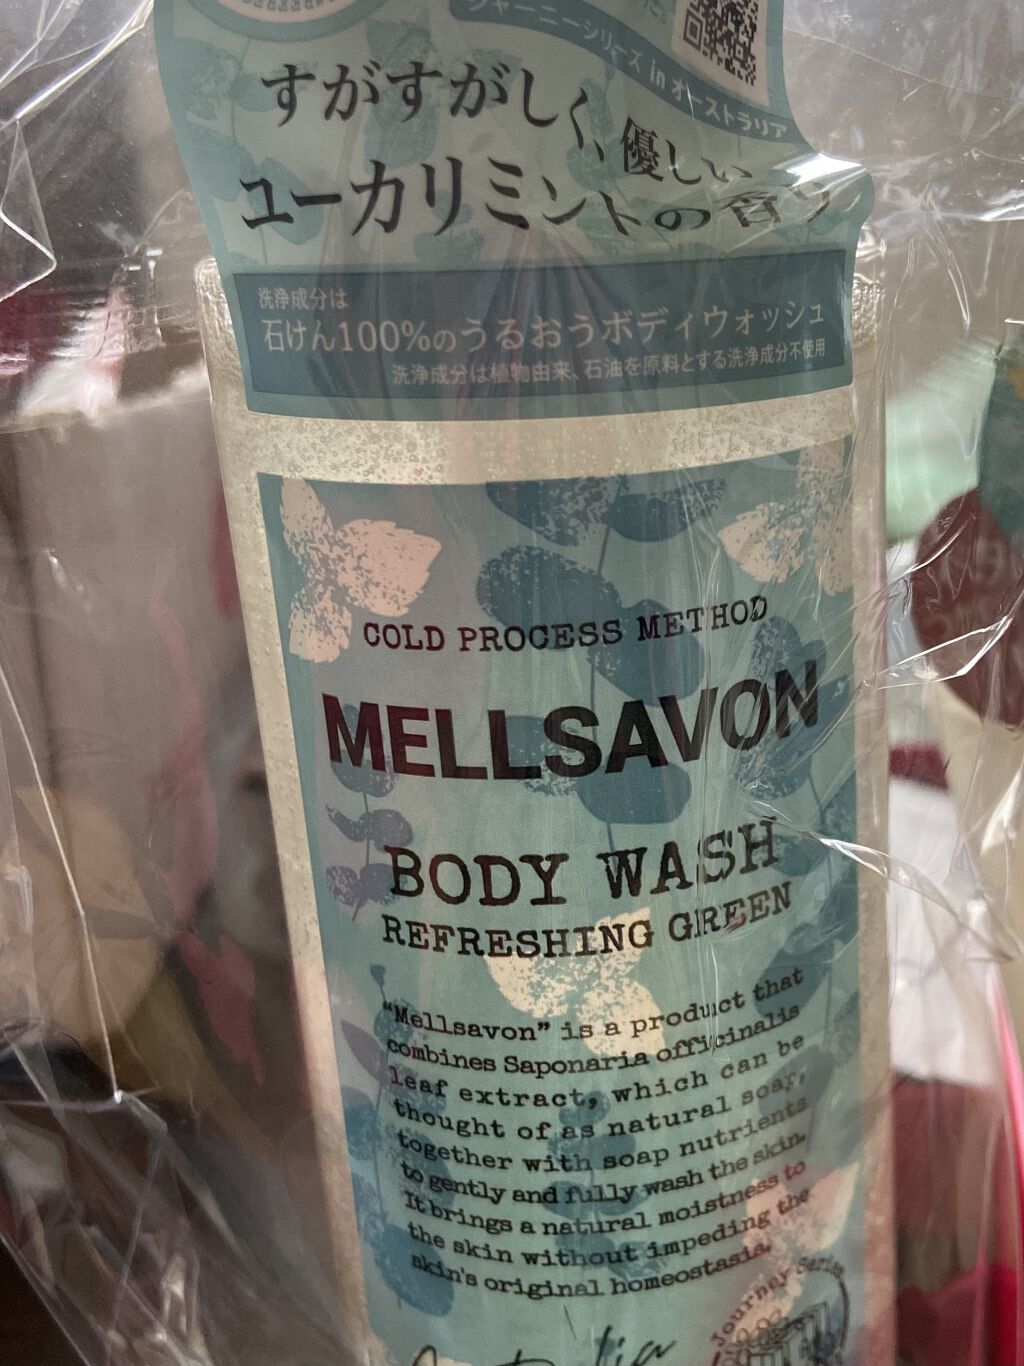 ジャーニーシリーズ in オーストラリア
すがすがしく、優しい
ユーカリミントの香り
洗浄成分は
石けん100%のうるおうボディウォッシュ
洗浄成分は植物由来、石油を原料とする洗浄成分不使用
COLD PROCESS METHOD
MELLSAVON
BODY WASH
REFRESHING GREEN
"Mellsavon" is a product that
combines Saponaria officinalis
leaf extract, which can be
thought of as natural soap,
together with soap nutrients
to gently and fully wash the skin.
It brings a natural moistness to
the skin without impeding the
skin's original homeostasis.
Journey Series